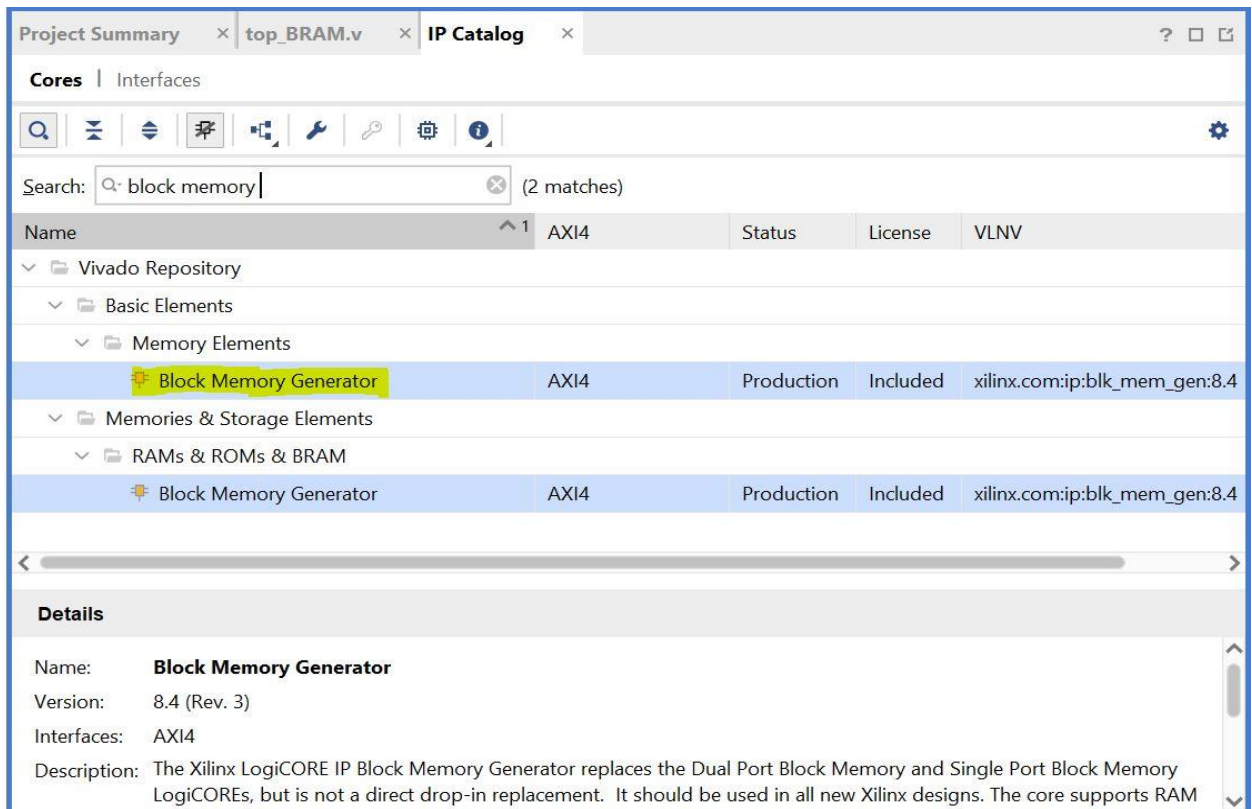 Project Summary × top_BRAM.v × IP Catalog × ?
Cores | Interfaces
Search: block memory (2 matches)
Name 1 AXI4 Status License VLNV
Vivado Repository
Basic Elements
Memory Elements
Block Memory Generator AXI4 Production Included xilinx.com:ip:blk_mem_gen:8.4
Memories & Storage Elements
RAMs & ROMs & BRAM
Block Memory Generator AXI4 Production Included xilinx.com:ip:blk_mem_gen:8.4
Details
Name: Block Memory Generator
Version: 8.4 (Rev. 3)
Interfaces: AXI4
Description: The Xilinx LogiCORE IP Block Memory Generator replaces the Dual Port Block Memory and Single Port Block Memory
LogiCOREs, but is not a direct drop-in replacement. It should be used in all new Xilinx designs. The core supports RAM